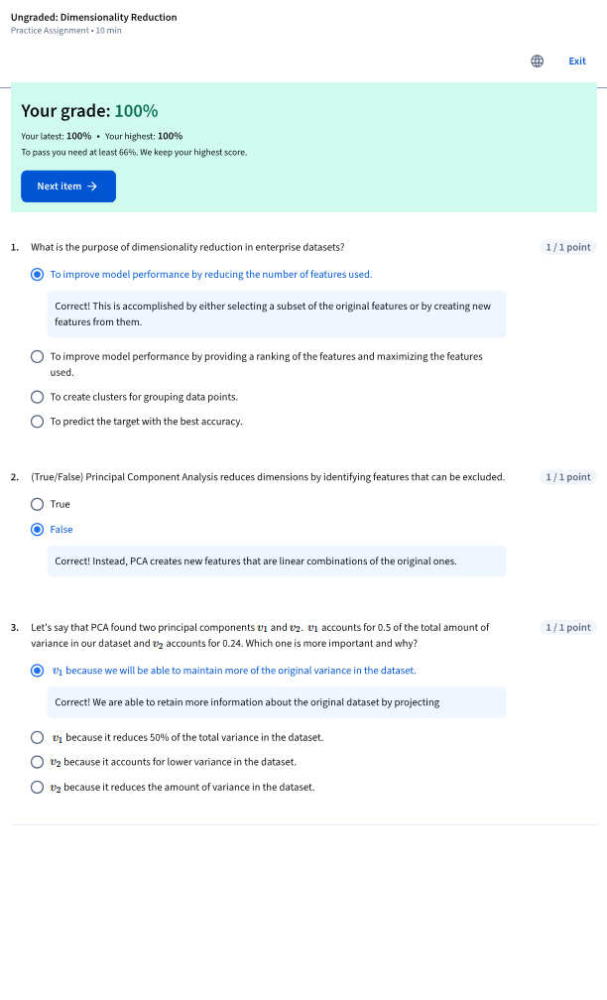 Ungraded: Dimensionality Reduction
Practice Assignment • 10 min
Exit
Your grade: 100%
Your latest: 100% • Your highest: 100%
To pass you need at least 66%. We keep your highest score.
Next item →
1. What is the purpose of dimensionality reduction in enterprise datasets? 1 / 1 point
To improve model performance by reducing the number of features used.
Correct! This is accomplished by either selecting a subset of the original features or by creating new
features from them.
To improve model performance by providing a ranking of the features and maximizing the features
used.
To create clusters for grouping data points.
To predict the target with the best accuracy.
2. (True/False) Principal Component Analysis reduces dimensions by identifying features that can be excluded. 1 / 1 point
True
False
Correct! Instead, PCA creates new features that are linear combinations of the original ones.
3. Let's say that PCA found two principal components v₁ and v₂. v₁ accounts for 0.5 of the total amount of 1 / 1 point
variance in our dataset and v₂ accounts for 0.24. Which one is more important and why?
v₁ because we will be able to maintain more of the original variance in the dataset.
Correct! We are able to retain more information about the original dataset by projecting
v₁ because it reduces 50% of the total variance in the dataset.
v₂ because it accounts for lower variance in the dataset.
v₂ because it reduces the amount of variance in the dataset.